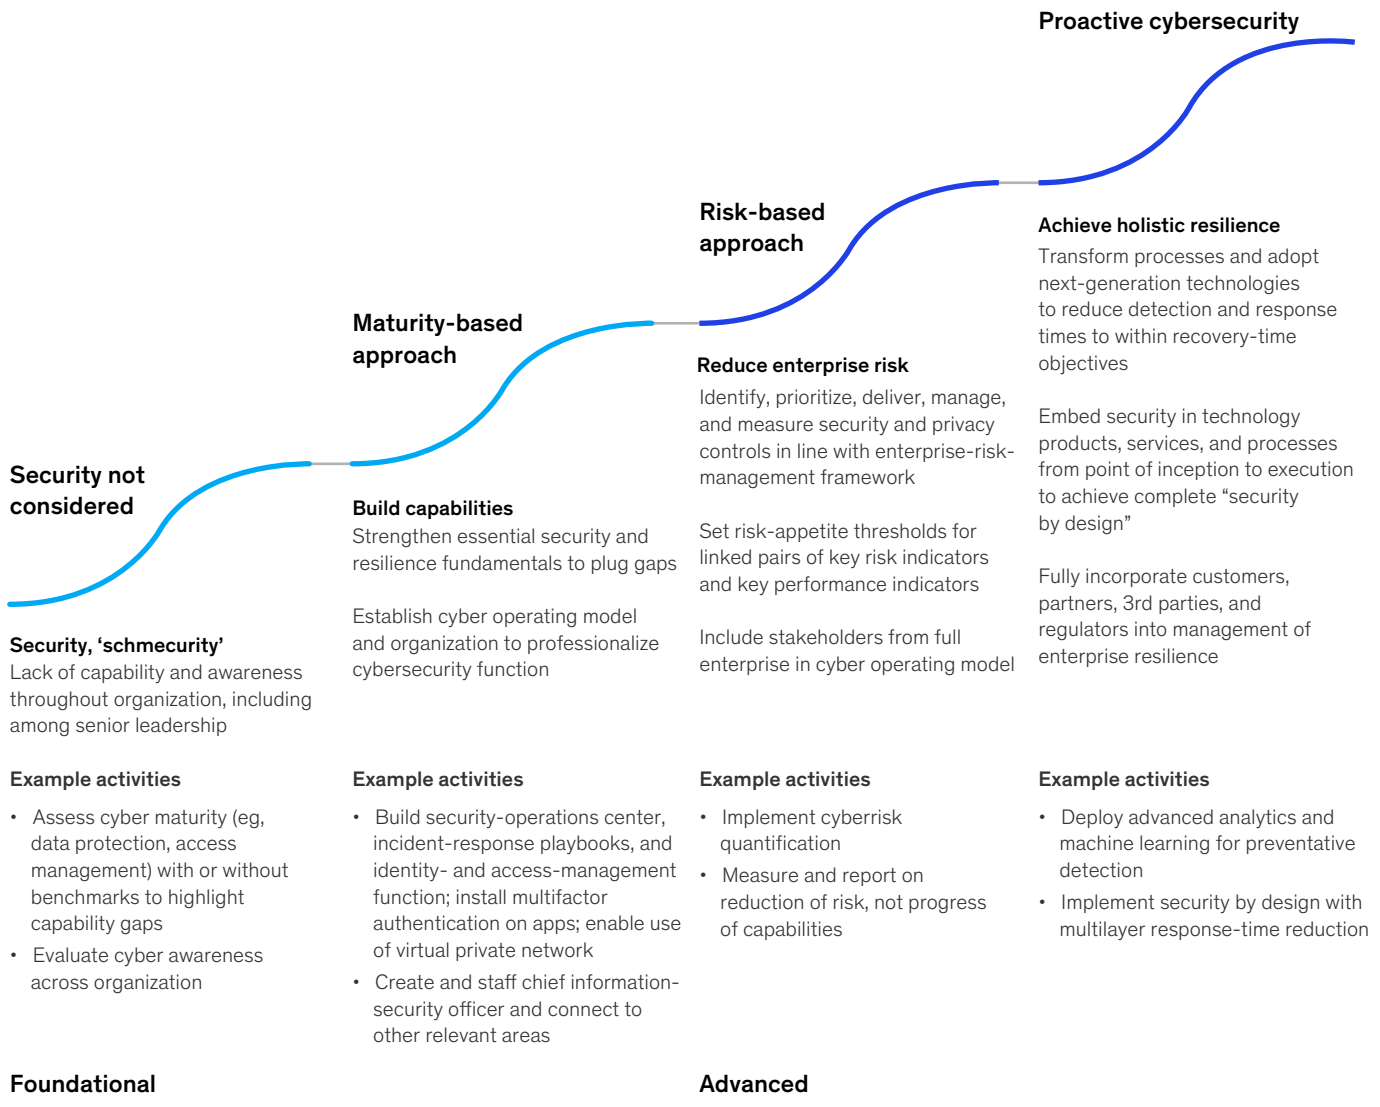 Proactive cybersecurity
Risk-based
approach
Maturity-based
approach
Security not
considered
Security, ‘schmecurity’
Lack of capability and awareness
throughout organization, including
among senior leadership
Build capabilities
Strengthen essential security and
resilience fundamentals to plug gaps
Establish cyber operating model
and organization to professionalize
cybersecurity function
Reduce enterprise risk
Identify, prioritize, deliver, manage,
and measure security and privacy
controls in line with enterprise-risk-
management framework
Set risk-appetite thresholds for
linked pairs of key risk indicators
and key performance indicators
Include stakeholders from full
enterprise in cyber operating model
Achieve holistic resilience
Transform processes and adopt
next-generation technologies
to reduce detection and response
times to within recovery-time
objectives
Embed security in technology
products, services, and processes
from point of inception to execution
to achieve complete “security
by design”
Fully incorporate customers,
partners, 3rd parties, and
regulators into management of
enterprise resilience
Example activities
• Assess cyber maturity (eg,
data protection, access
management) with or without
benchmarks to highlight
capability gaps
• Evaluate cyber awareness
across organization
Example activities
• Build security-operations center,
incident-response playbooks, and
identity- and access-management
function; install multifactor
authentication on apps; enable use
of virtual private network
• Create and staff chief information-
security officer and connect to
other relevant areas
Example activities
• Implement cyberrisk
quantification
• Measure and report on
reduction of risk, not progress
of capabilities
Example activities
• Deploy advanced analytics and
machine learning for preventative
detection
• Implement security by design with
multilayer response-time reduction
Foundational
Advanced